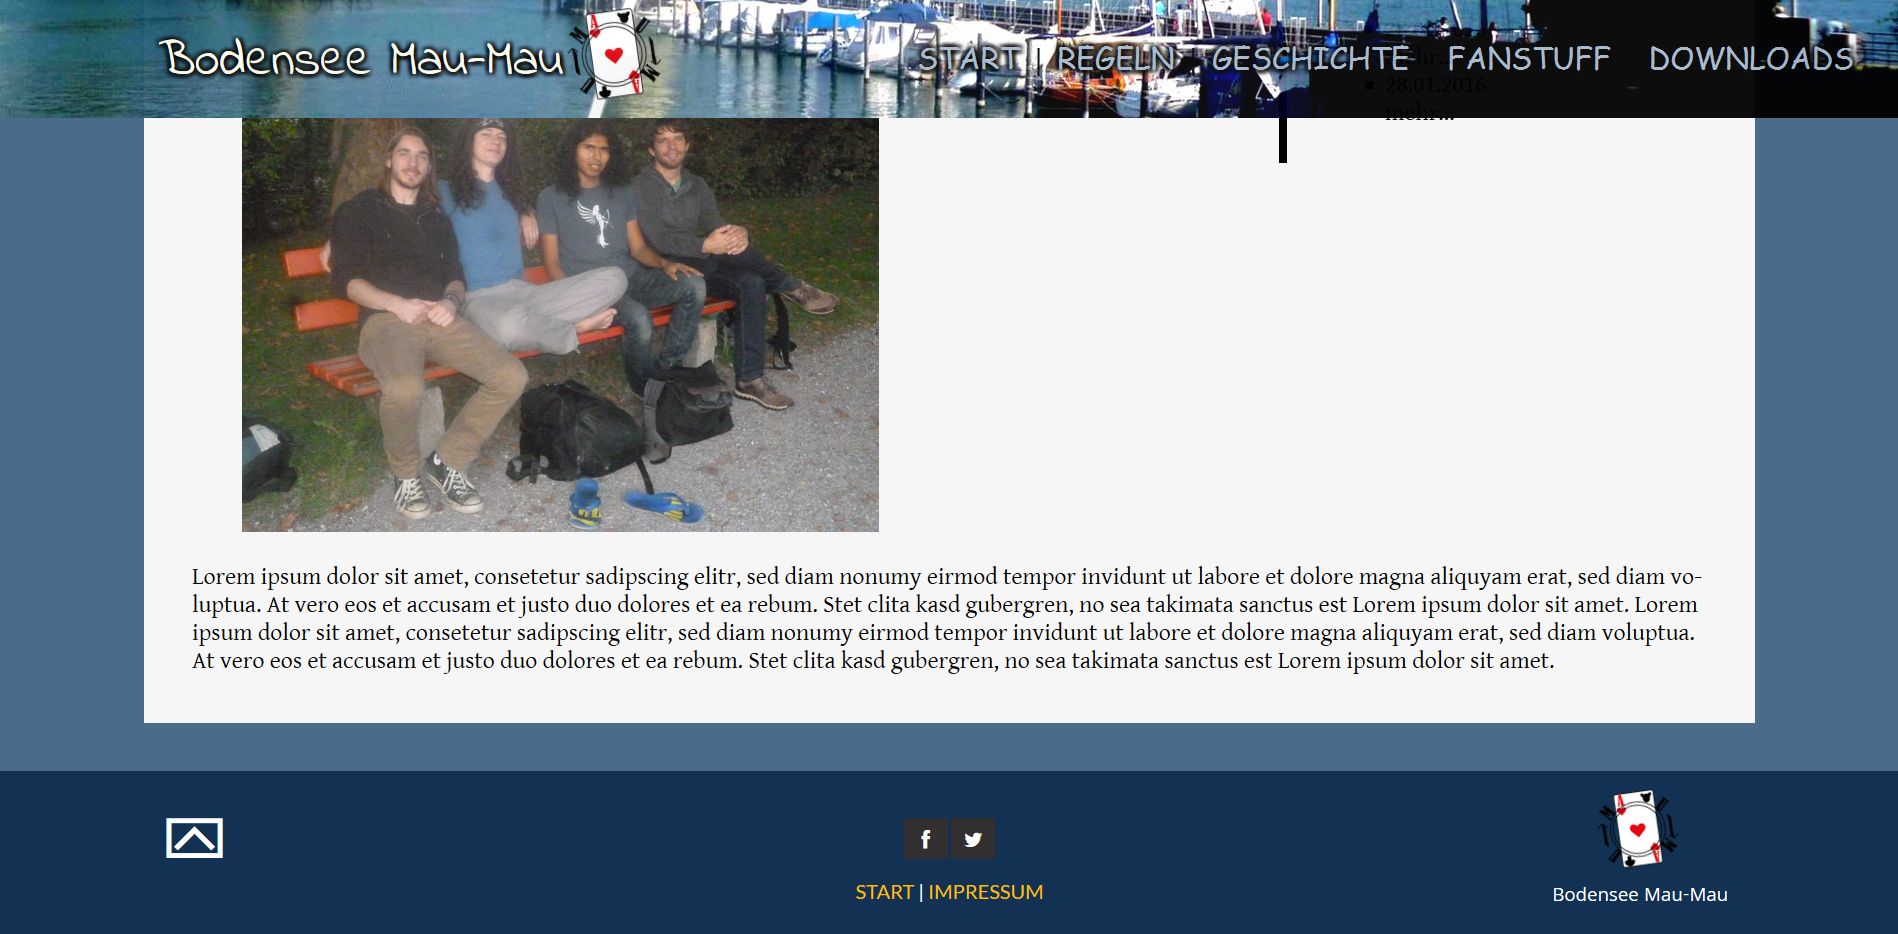 ÜBER UNS
Bodensee Mau-Mau
START
REGELN
GESCHICHTE
FANSTUFF
DOWNLOADS
28.01.2016
mehr...
Lorem ipsum dolor sit amet, consetetur sadipscing elitr, sed diam nonumy eirmod tempor invidunt ut labore et dolore magna aliquyam erat, sed diam vo-
luptua. At vero eos et accusam et justo duo dolores et ea rebum. Stet clita kasd gubergren, no sea takimata sanctus est Lorem ipsum dolor sit amet. Lorem
ipsum dolor sit amet, consetetur sadipscing elitr, sed diam nonumy eirmod tempor invidunt ut labore et dolore magna aliquyam erat, sed diam voluptua.
At vero eos et accusam et justo duo dolores et ea rebum. Stet clita kasd gubergren, no sea takimata sanctus est Lorem ipsum dolor sit amet.
START | IMPRESSUM
Bodensee Mau-Mau